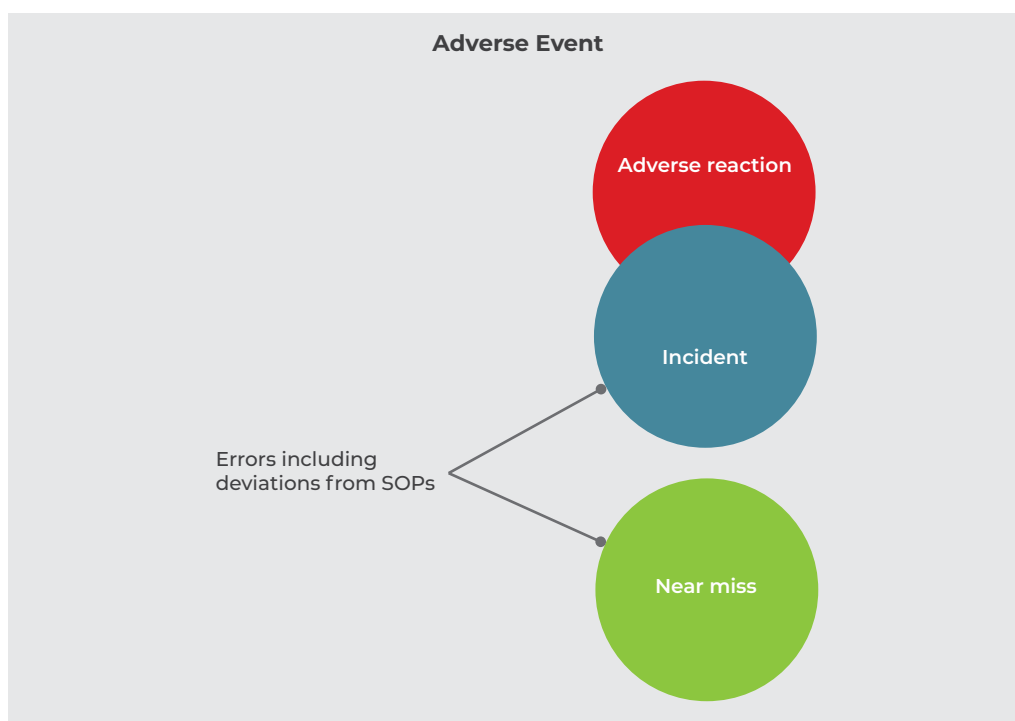 Adverse Event
Adverse reaction
Incident
Errors including
deviations from SOPs
Near miss